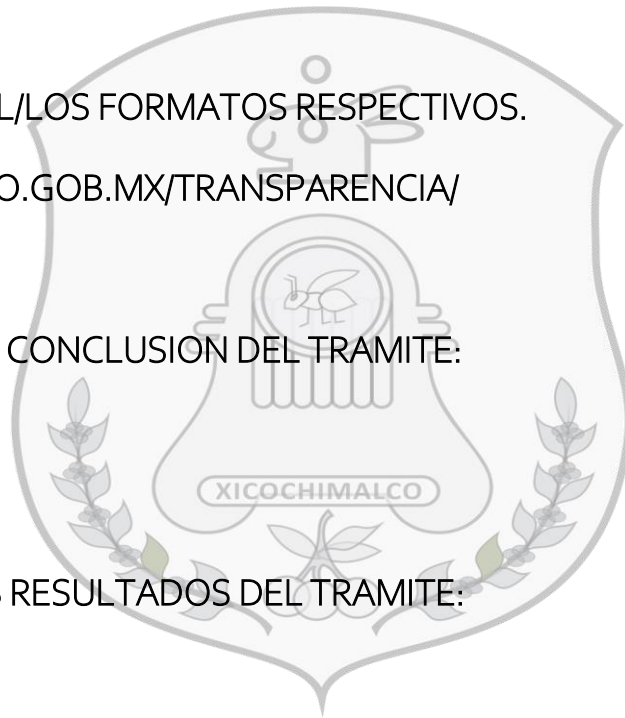 L/LOS FORMATOS RESPECTIVOS.
O.GOB.MX/TRANSPARENCIA/
CONCLUSION DEL TRAMITE:
XICOCHIMALCO
RESULTADOS DEL TRAMITE: